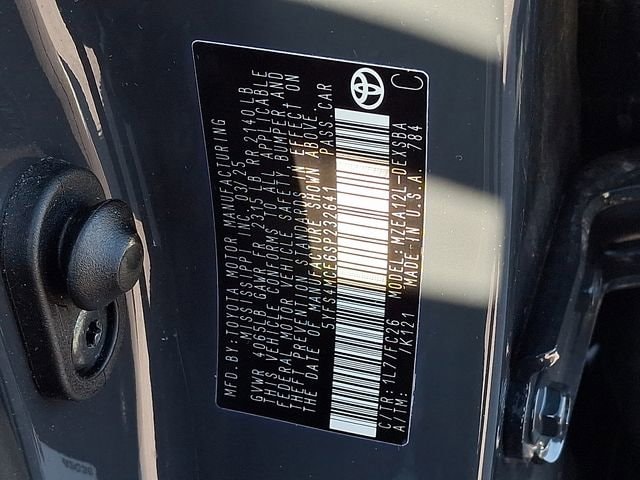 MFD. BY: TOYOTA MOTOR MANUFACTURING
MISSISSIPPI INC. 03/25
GVWR 4065LB GAWR FR 2315 LB RR 2140 LB
THIS VEHICLE CONFORMS TO ALL APPLICABLE
FEDERAL MOTOR VEHICLE SAFETY BUMPER AND
THEFT PREVENTION STANDARDS IN EFFECT ON
THE DATE OF MANUFACTURE SHOWN ABOVE.
5YFS4MCE6SP232641 PASS. CAR
C/TR: 1L7/FC26 MODEL: MZEA12L-DEXSBA
A/TM: /K121 MADE IN U.S.A. 784
C